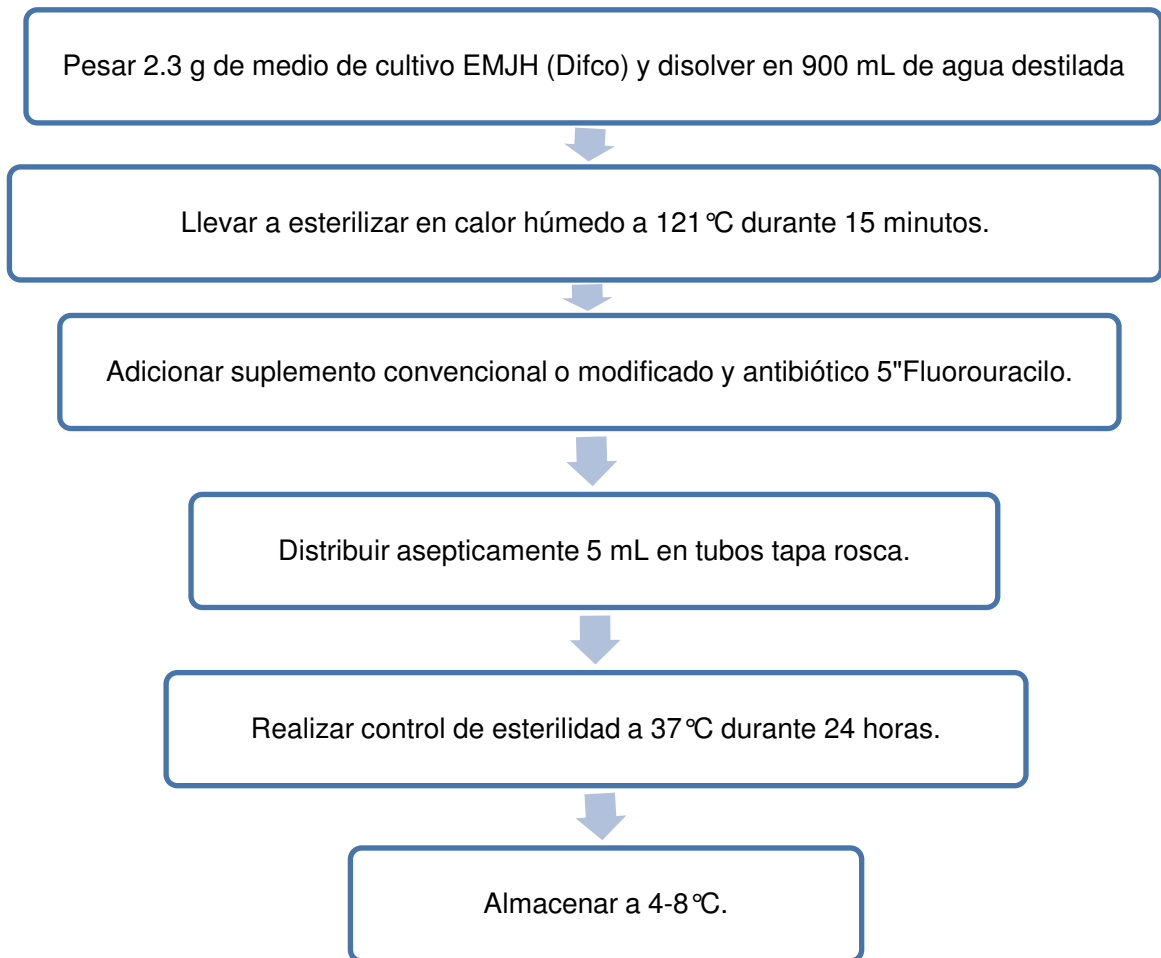 Pesar 2.3 g de medio de cultivo EMJH (Difco) y disolver en 900 mL de agua destilada
Llevar a esterilizar en calor húmedo a 121°C durante 15 minutos.
Adicionar suplemento convencional o modificado y antibiótico 5"Fluorouracilo.
Distribuir asepticamente 5 mL en tubos tapa rosca.
Realizar control de esterilidad a 37°C durante 24 horas.
Almacenar a 4-8°C.